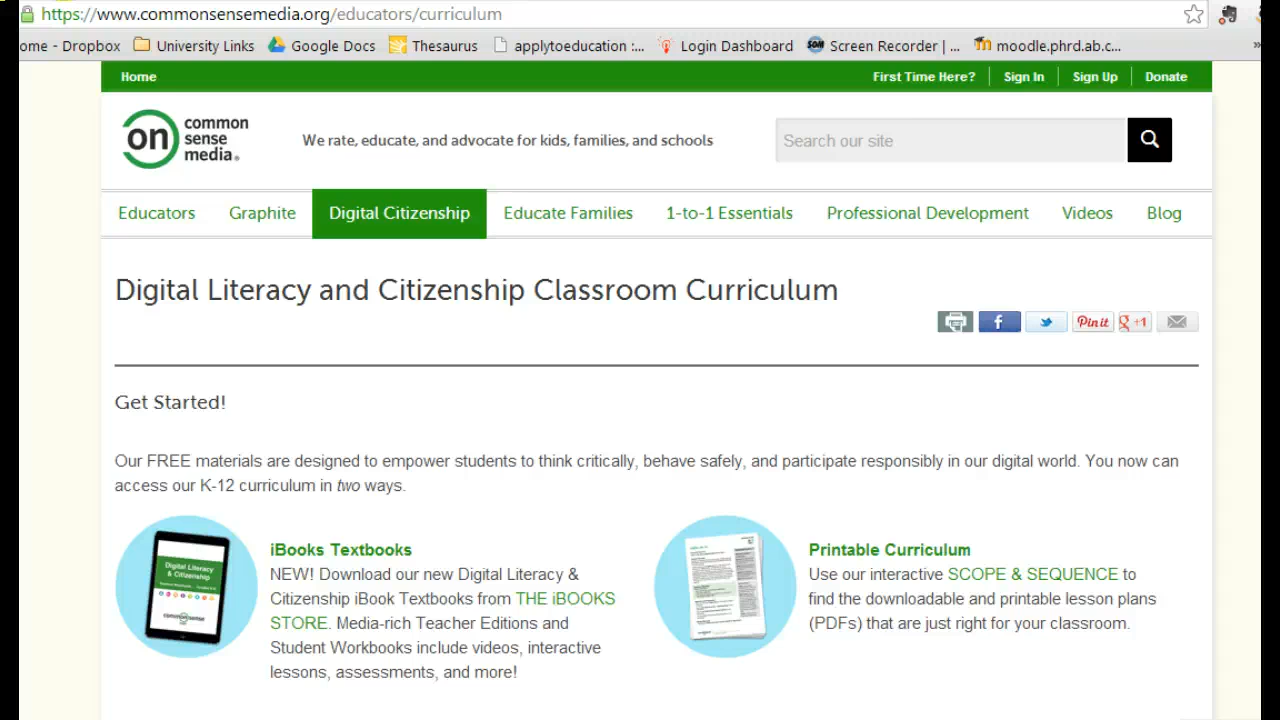 https://www.commonsensemedia.org/educators/curriculum
ome - Dropbox University Links Google Docs Thesaurus applytoeducation :... Login Dashboard SOM Screen Recorder | ... moodle.phrd.ab.c... »
Home First Time Here? Sign In Sign Up Donate
on common sense media® We rate, educate, and advocate for kids, families, and schools Search our site
Educators Graphite Digital Citizenship Educate Families 1-to-1 Essentials Professional Development Videos Blog
Digital Literacy and Citizenship Classroom Curriculum
f Pinit g +1
Get Started!
Our FREE materials are designed to empower students to think critically, behave safely, and participate responsibly in our digital world. You now can
access our K-12 curriculum in two ways.
Digital Literacy
& Citizenship
common sense
iBooks Textbooks
NEW! Download our new Digital Literacy &
Citizenship iBook Textbooks from THE iBOOKS
STORE. Media-rich Teacher Editions and
Student Workbooks include videos, interactive
lessons, assessments, and more!
Printable Curriculum
Use our interactive SCOPE & SEQUENCE to
find the downloadable and printable lesson plans
(PDFs) that are just right for your classroom.